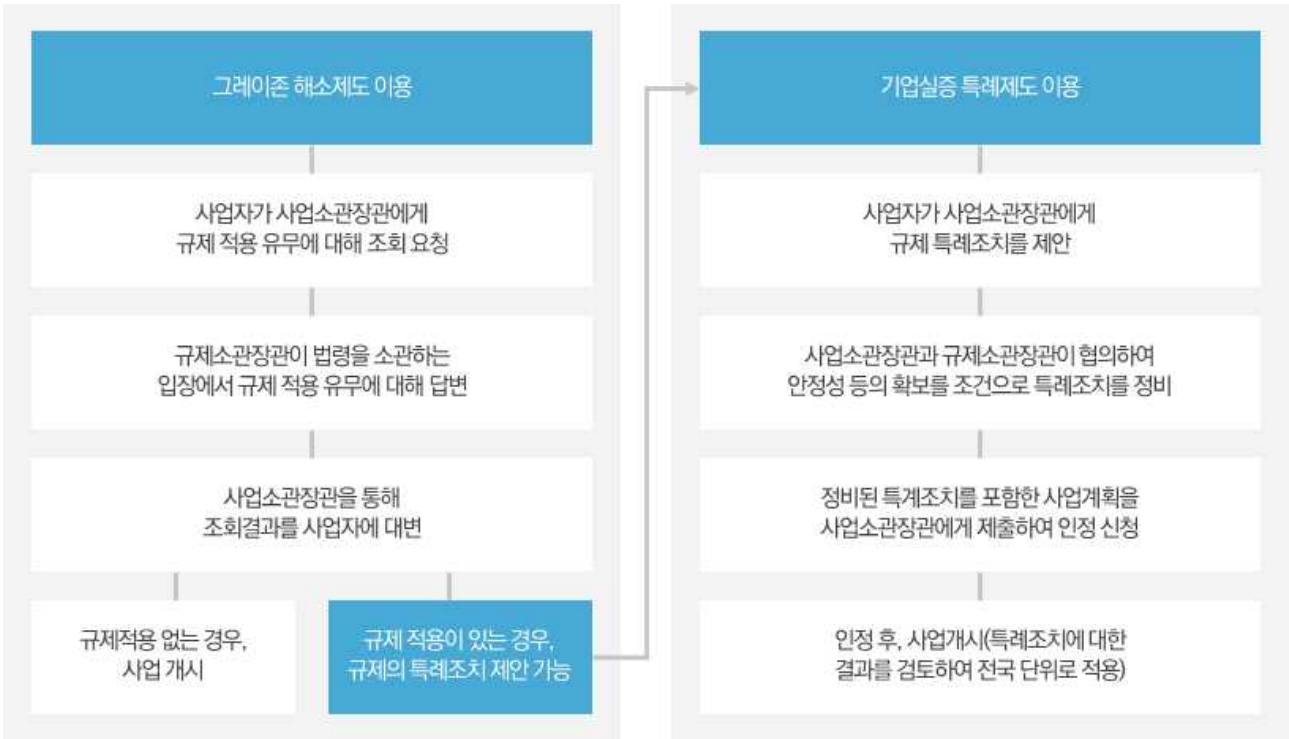 그레이존 해소제도 이용
사업자가 사업소관장관에게
규제 적용 유무에 대해 조회 요청
규제소관장관이 법령을 소관하는
입장에서 규제 적용 유무에 대해 답변
사업소관장관을 통해
조회결과를 사업자에 대변
규제적용 없는 경우,
사업 개시
규제 적용이 있는 경우,
규제의 특례조치 제안 가능
기업실증 특례제도 이용
사업자가 사업소관장관에게
규제 특례조치를 제안
사업소관장관과 규제소관장관이 협의하여
안정성 등의 확보를 조건으로 특례조치를 정비
정비된 특계조치를 포함한 사업계획을
사업소관장관에게 제출하여 인정 신청
인정 후, 사업개시(특례조치에 대한
결과를 검토하여 전국 단위로 적용)